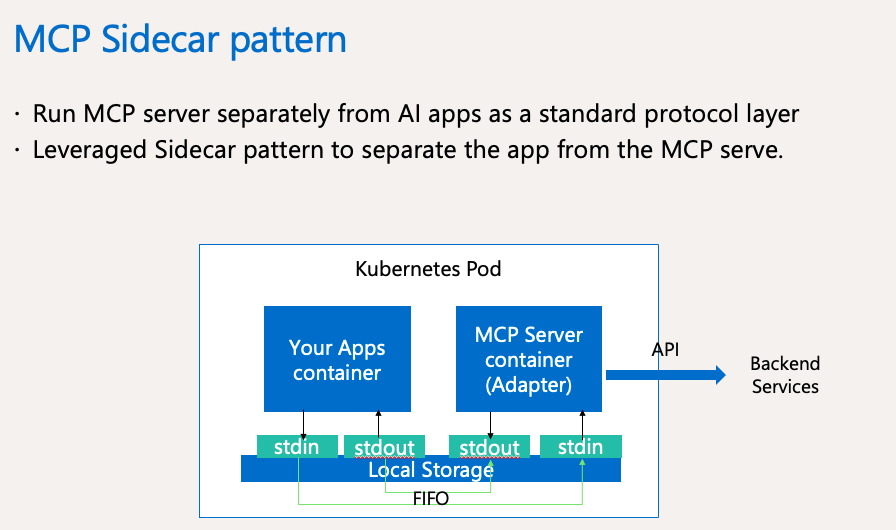 MCP Sidecar pattern
· Run MCP server separately from AI apps as a standard protocol layer
· Leveraged Sidecar pattern to separate the app from the MCP serve.
Kubernetes Pod
Your Apps
container
MCP Server
container
(Adapter)
API
Backend
Services
stdin
stdout
stdout
stdin
Local Storage
FIFO